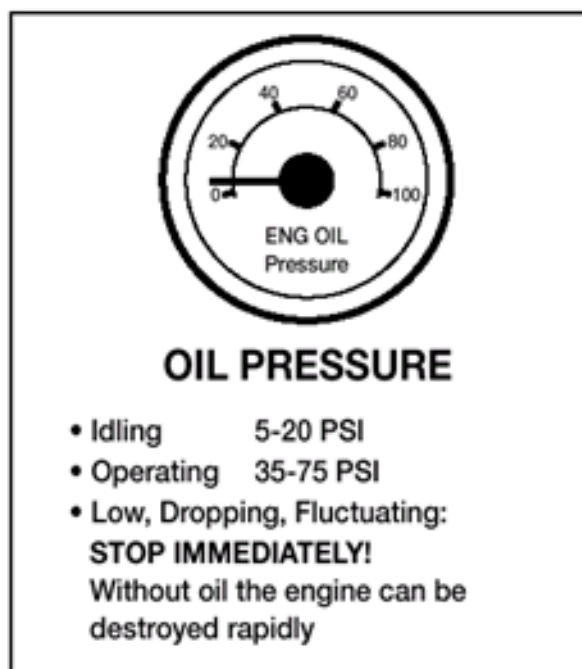 40 60
20 80
0 100
ENG OIL
Pressure
OIL PRESSURE
• Idling 5-20 PSI
• Operating 35-75 PSI
• Low, Dropping, Fluctuating:
STOP IMMEDIATELY!
Without oil the engine can be
destroyed rapidly